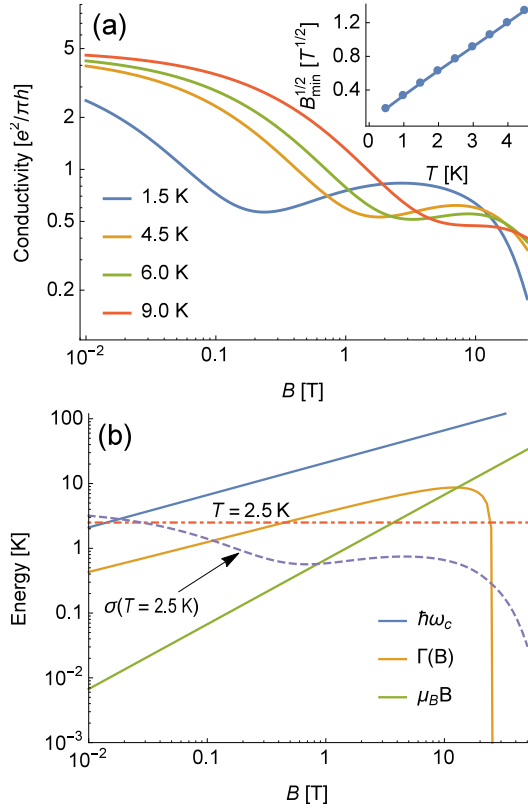 (a)
Conductivity [e²/πh]
5
2
1
0.5
0.2
10⁻²
0.1
1
10
B [T]
1.5 K
4.5 K
6.0 K
9.0 K
B_min^1/2 [T^1/2]
1.2
0.8
0.4
0
1
2
3
4
T [K]
(b)
Energy [K]
100
10
1
0.1
10⁻²
10⁻³
10⁻²
0.1
1
10
B [T]
T = 2.5 K
σ(T = 2.5 K)
ħω_c
Γ(B)
μ_B B